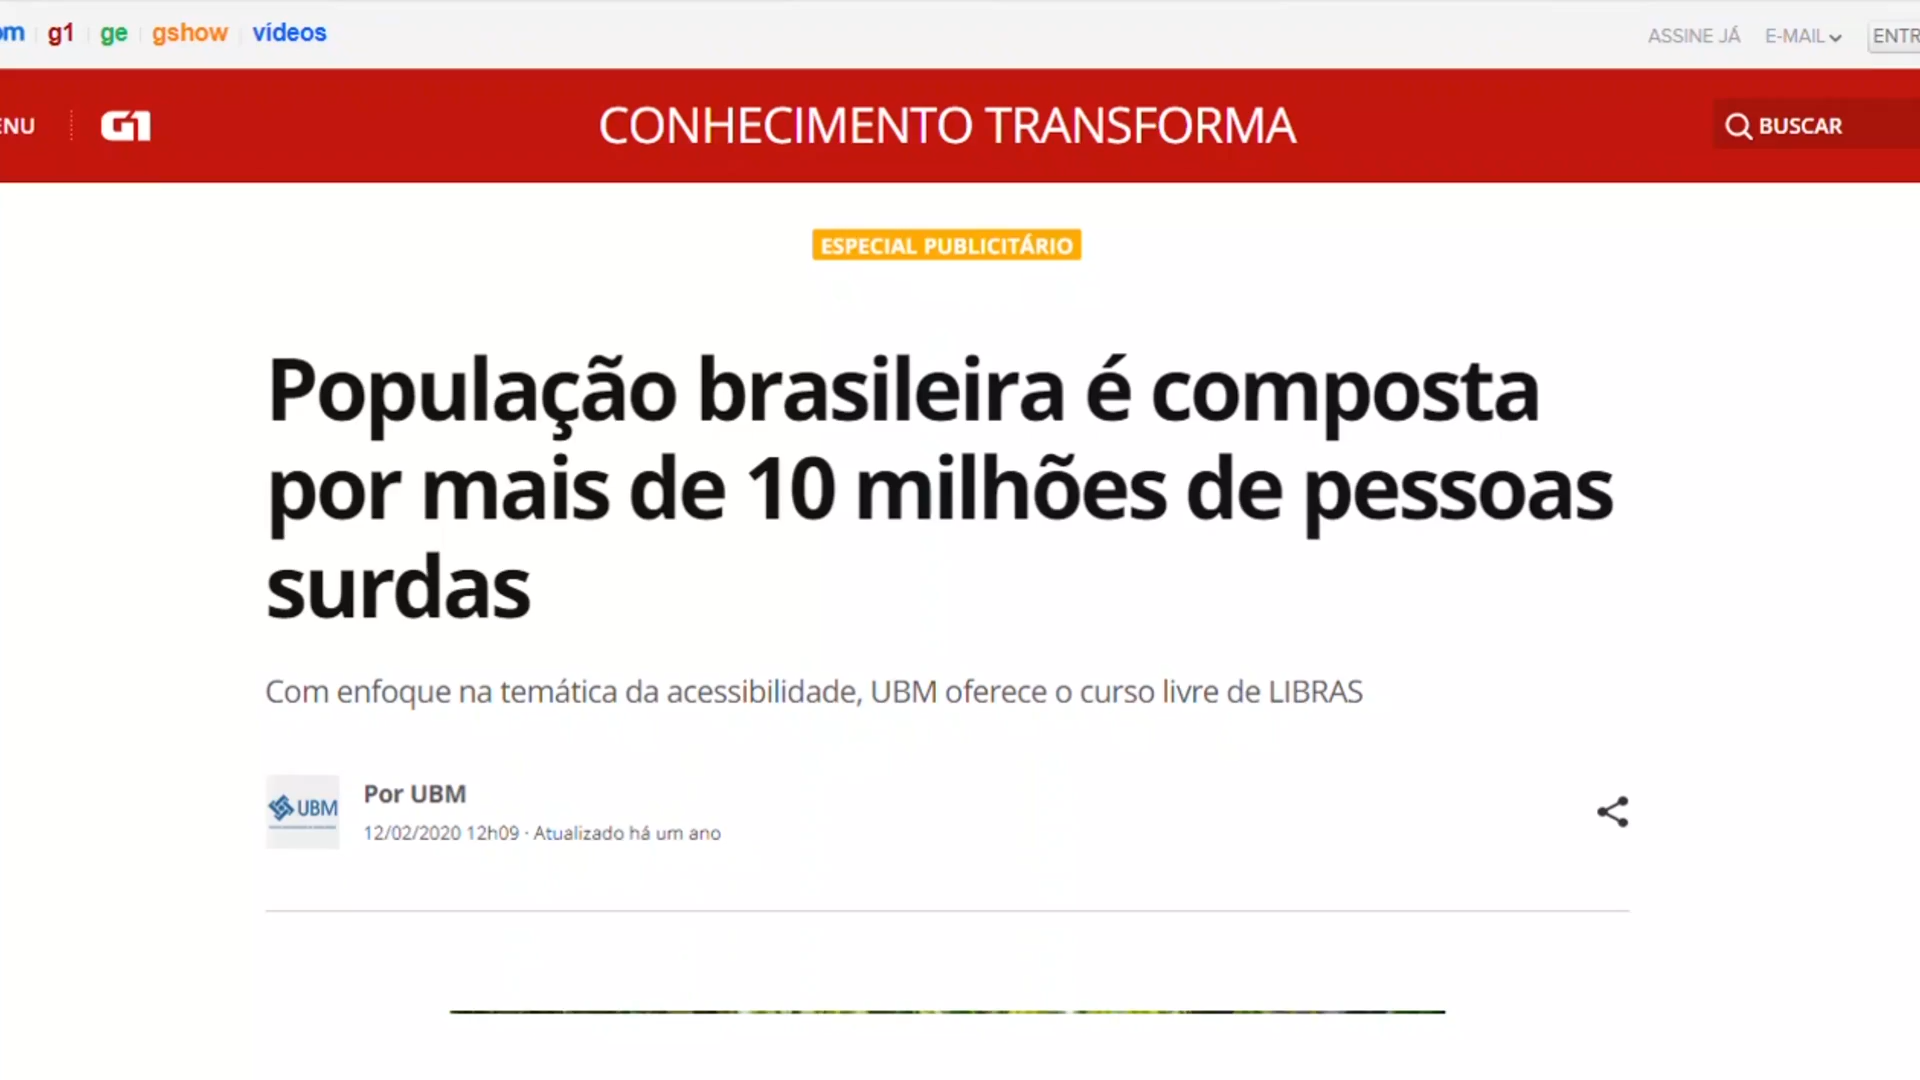 om g1 ge gshow vídeos ASSINE JÁ E-MAIL ENTR
ENU G1 CONHECIMENTO TRANSFORMA BUSCAR
ESPECIAL PUBLICITÁRIO
População brasileira é composta
por mais de 10 milhões de pessoas
surdas
Com enfoque na temática da acessibilidade, UBM oferece o curso livre de LIBRAS
UBM
Por UBM
12/02/2020 12h09 · Atualizado há um ano